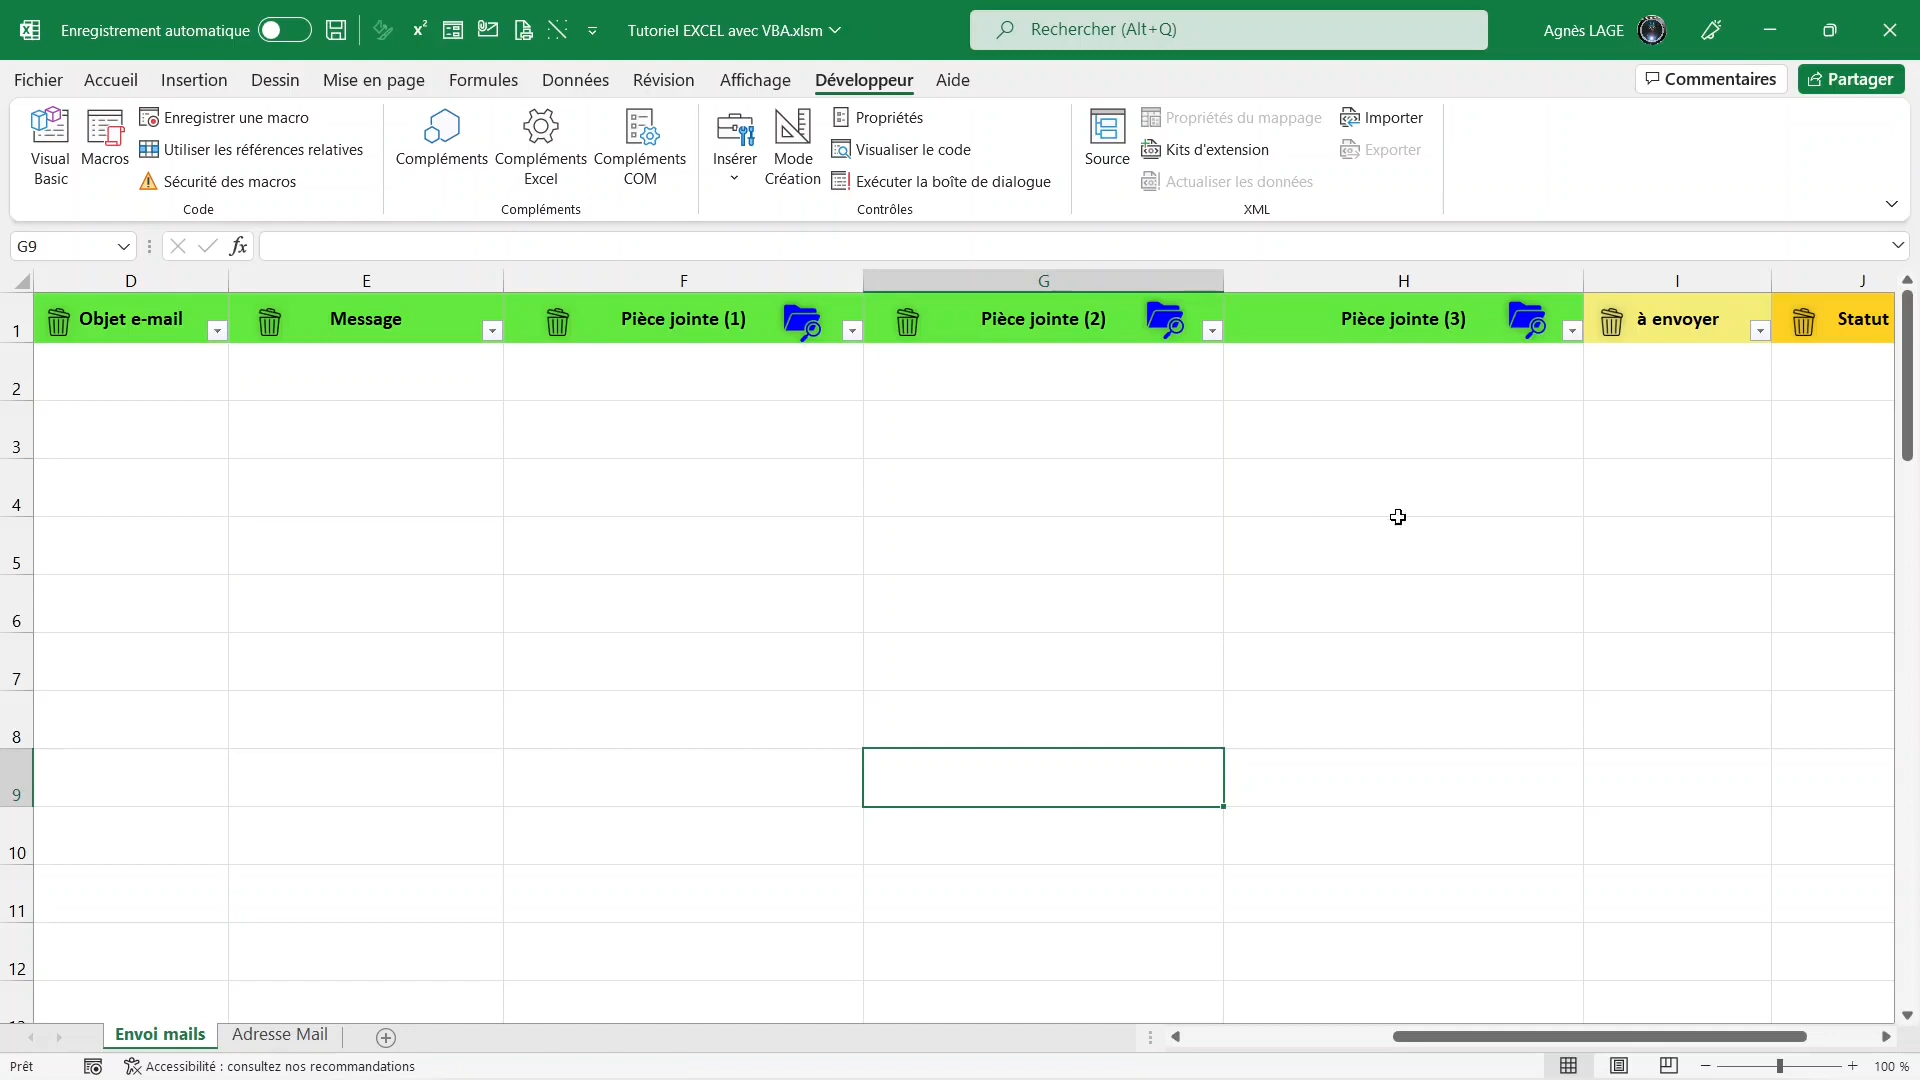 Enregistrement automatique
Tutoriel EXCEL avec VBA.xlsm
Rechercher (Alt+Q)
Agnès LAGE
Fichier Accueil Insertion Dessin Mise en page Formules Données Révision Affichage Développeur Aide
Commentaires
Partager
Visual Basic
Macros
Enregistrer une macro
Utiliser les références relatives
Sécurité des macros
Code
Compléments
Compléments Excel
Compléments COM
Compléments
Insérer
Mode Création
Propriétés
Visualiser le code
Exécuter la boîte de dialogue
Contrôles
Source
Propriétés du mappage
Kits d'extension
Actualiser les données
Importer
Exporter
XML
G9
fx
D E F G H I J
1 Objet e-mail Message Pièce jointe (1) Pièce jointe (2) Pièce jointe (3) à envoyer Statut
2
3
4
5
6
7
8
9
10
11
12
Envoi mails Adresse Mail
Prêt
Accessibilité : consultez nos recommandations
100 %